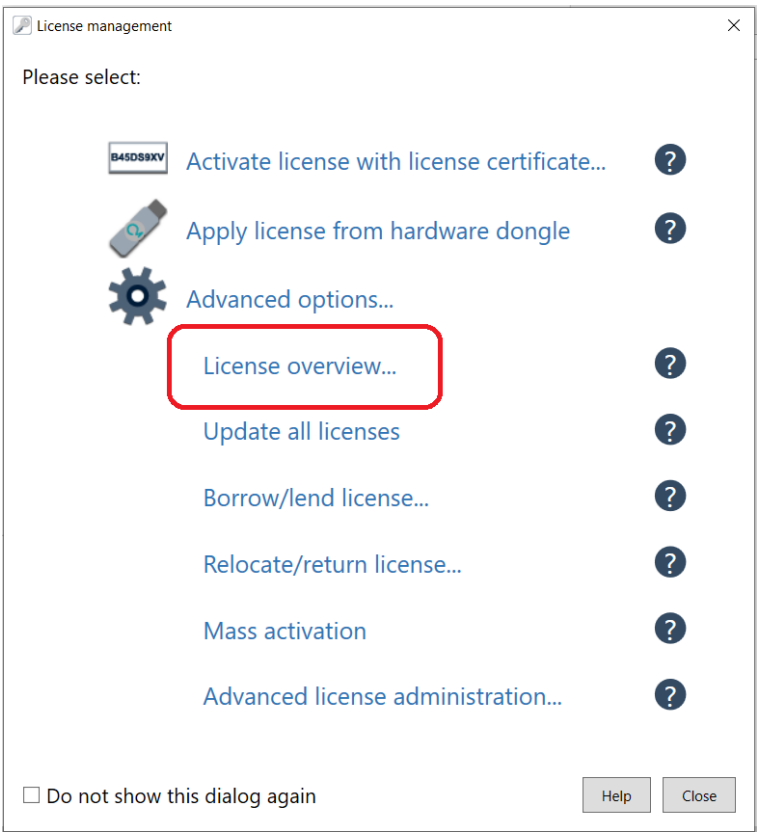 License management
Please select:
B45DS9XV
Activate license with license certificate...
?
Apply license from hardware dongle
?
Advanced options...
License overview...
?
Update all licenses
?
Borrow/lend license...
?
Relocate/return license...
?
Mass activation
?
Advanced license administration...
?
Do not show this dialog again
Help
Close